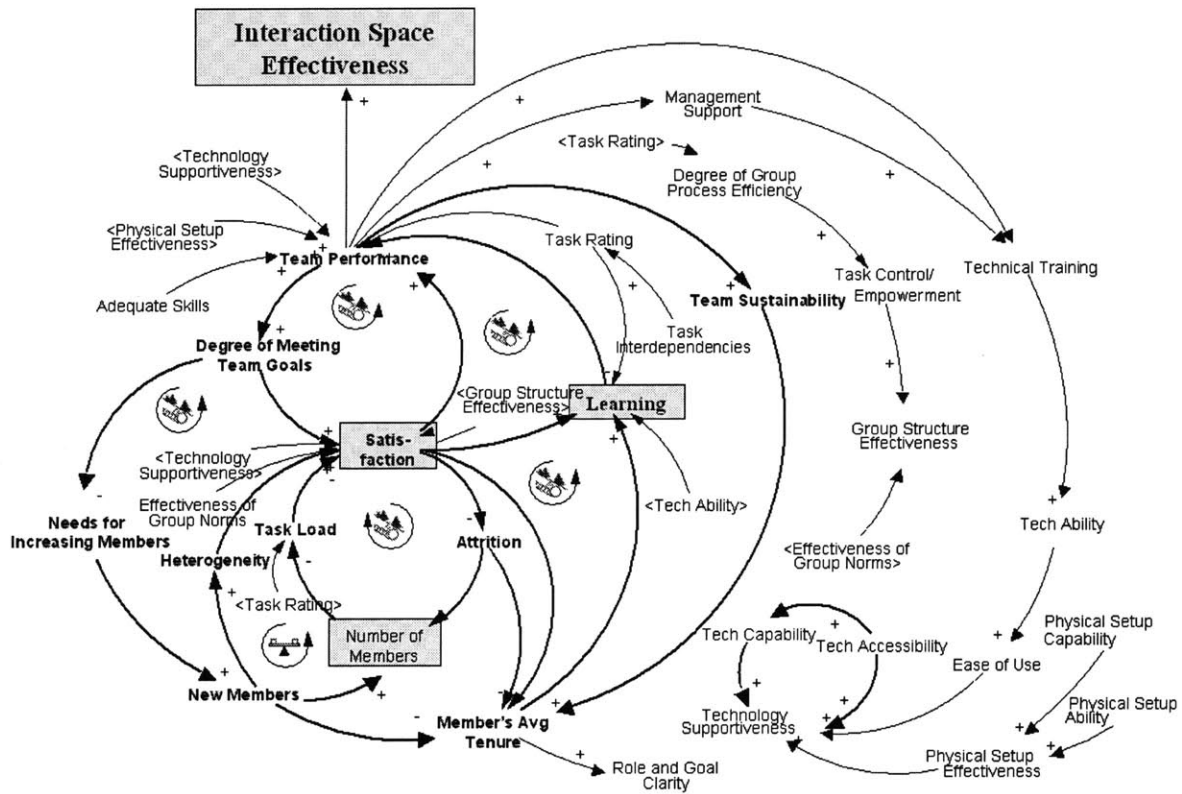 Interaction Space
Effectiveness
Management
Support
<Task Rating>
<Technology
Supportiveness>
Degree of Group
Process Efficiency
<Physical Setup
Effectiveness>
Task Rating
Team Performance
Technical Training
Task Control/
Empowerment
Adequate Skills
Team Sustainability
Task
Interdependencies
Degree of Meeting
Team Goals
<Group Structure
Effectiveness>
Learning
Satis-
faction
Group Structure
Effectiveness
<Technology
Supportiveness>
Effectiveness of
Group Norms
<Tech Ability>
Needs for
Increasing Members
Task Load
Attrition
Tech Ability
Heterogeneity
<Effectiveness of
Group Norms>
<Task Rating>
Number of
Members
Tech Capability
Tech Accessibility
Physical Setup
Capability
Ease of Use
New Members
Physical Setup
Ability
Member's Avg
Tenure
Technology
Supportiveness
Physical Setup
Effectiveness
Role and Goal
Clarity